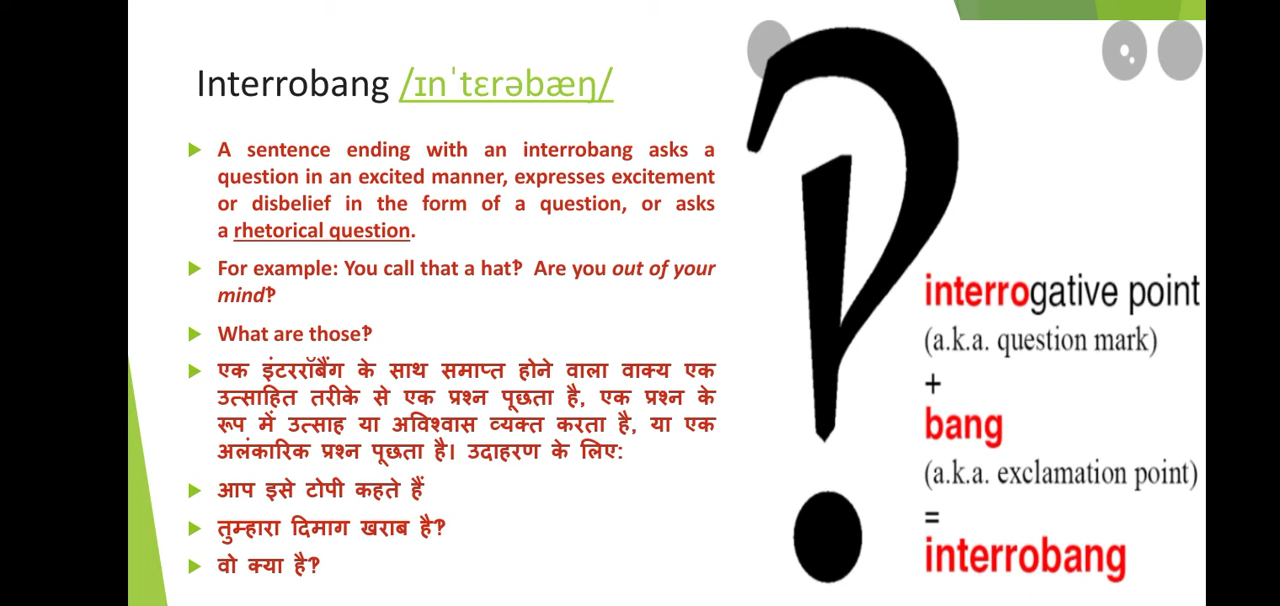 Interrobang /ɪnˈtɛrəbæŋ/
A sentence ending with an interrobang asks a
question in an excited manner, expresses excitement
or disbelief in the form of a question, or asks
a rhetorical question.
For example: You call that a hat‽ Are you out of your
mind‽
What are those‽
एक इंटररॉबैंग के साथ समाप्त होने वाला वाक्य एक
उत्साहित तरीके से एक प्रश्न पूछता है, एक प्रश्न के
रूप में उत्साह या अविश्वास व्यक्त करता है, या एक
अलंकारिक प्रश्न पूछता है। उदाहरण के लिए:
आप इसे टोपी कहते हैं
तुम्हारा दिमाग खराब है‽
वो क्या है‽
‽
interrogative point
(a.k.a. question mark)
+
bang
(a.k.a. exclamation point)
=
interrobang